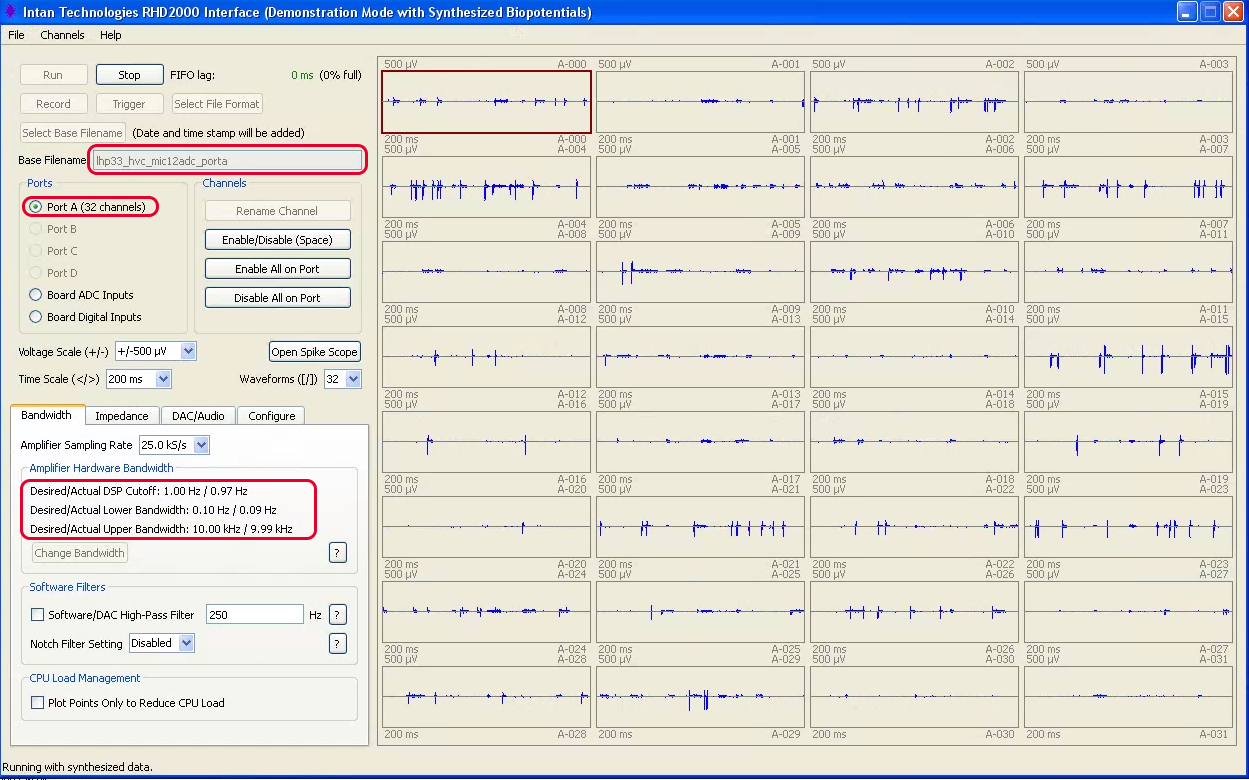 Intan Technologies RHD2000 Interface (Demonstration Mode with Synthesized Biopotentials)
File Channels Help
Run Stop FIFO lag: 0 ms (0% full)
Record Trigger Select File Format
Select Base Filename (Date and time stamp will be added)
Base Filename lhp33_hvc_mic12adc_porta
Ports
Port A (32 channels)
Port B
Port C
Port D
Board ADC Inputs
Board Digital Inputs
Channels
Rename Channel
Enable/Disable (Space)
Enable All on Port
Disable All on Port
Voltage Scale (+/-) +/-500 µV Open Spike Scope
Time Scale (</>) 200 ms Waveforms ([/]) 32
Bandwidth Impedance DAC/Audio Configure
Amplifier Sampling Rate 25.0 kS/s
Amplifier Hardware Bandwidth
Desired/Actual DSP Cutoff: 1.00 Hz / 0.97 Hz
Desired/Actual Lower Bandwidth: 0.10 Hz / 0.09 Hz
Desired/Actual Upper Bandwidth: 10.00 kHz / 9.99 kHz
Change Bandwidth ?
Software Filters
Software/DAC High-Pass Filter 250 Hz ?
Notch Filter Setting Disabled ?
CPU Load Management
Plot Points Only to Reduce CPU Load
500 µV A-000 500 µV A-001 500 µV A-002 500 µV A-003
200 ms A-000 200 ms A-001 200 ms A-002 200 ms A-003
500 µV A-004 500 µV A-005 500 µV A-006 500 µV A-007
200 ms A-004 200 ms A-005 200 ms A-006 200 ms A-007
500 µV A-008 500 µV A-009 500 µV A-010 500 µV A-011
200 ms A-008 200 ms A-009 200 ms A-010 200 ms A-011
500 µV A-012 500 µV A-013 500 µV A-014 500 µV A-015
200 ms A-012 200 ms A-013 200 ms A-014 200 ms A-015
500 µV A-016 500 µV A-017 500 µV A-018 500 µV A-019
200 ms A-016 200 ms A-017 200 ms A-018 200 ms A-019
500 µV A-020 500 µV A-021 500 µV A-022 500 µV A-023
200 ms A-020 200 ms A-021 200 ms A-022 200 ms A-023
500 µV A-024 500 µV A-025 500 µV A-026 500 µV A-027
200 ms A-024 200 ms A-025 200 ms A-026 200 ms A-027
500 µV A-028 500 µV A-029 500 µV A-030 500 µV A-031
200 ms A-028 200 ms A-029 200 ms A-030 200 ms A-031
Running with synthesized data.